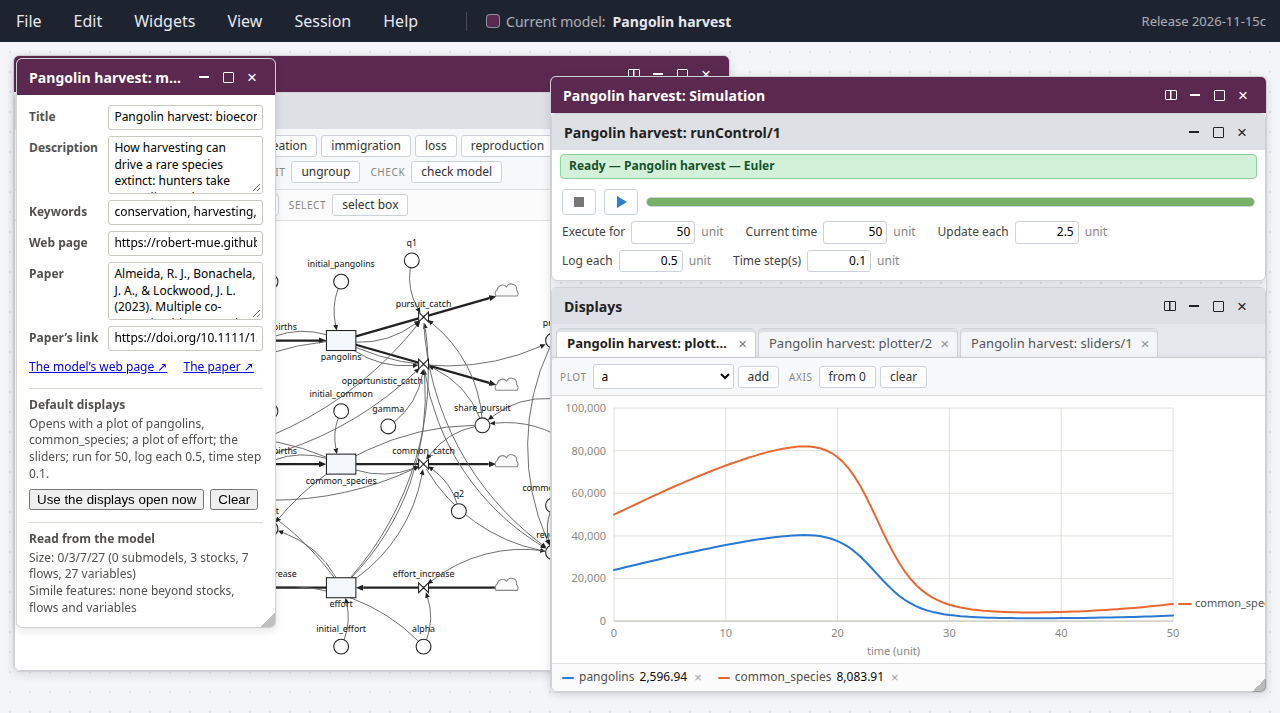 File Edit Widgets View Session Help Current model: Pangolin harvest Release 2026-11-15c
Pangolin harvest: m...
Title Pangolin harvest: bioecor
Description How harvesting can
drive a rare species
extinct: hunters take
Keywords conservation, harvesting,
Web page https://robert-mue.github
Paper Almeida, R. J., Bonachela,
J. A., & Lockwood, J. L.
(2023). Multiple co-
Paper's link https://doi.org/10.1111/1
The model's web page ↗ The paper ↗
Default displays
Opens with a plot of pangolins,
common_species; a plot of effort; the
sliders; run for 50, log each 0.5, time step
0.1.
Use the displays open now Clear
Read from the model
Size: 0/3/7/27 (0 submodels, 3 stocks, 7
flows, 27 variables)
Simile features: none beyond stocks,
flows and variables
eation immigration loss reproduction
IT ungroup CHECK check model
SELECT select box
q1
initial_pangolins
pursuit_catch
births
pangolins
opportunistic_catch
initial_common
gamma
share_pursuit
births
common_catch
common_species
q2
comm
rev
rease
effort_increase
effort
initial_effort
alpha
Pangolin harvest: Simulation
Pangolin harvest: runControl/1
Ready — Pangolin harvest — Euler
Execute for 50 unit Current time 50 unit Update each 2.5 unit
Log each 0.5 unit Time step(s) 0.1 unit
Displays
Pangolin harvest: plott... × Pangolin harvest: plotter/2 × Pangolin harvest: sliders/1 ×
PLOT a add AXIS from 0 clear
100,000
80,000
60,000
40,000
20,000
0
0 10 20 30 40 50
time (unit)
common_spe
pangolins 2,596.94 × common_species 8,083.91 ×